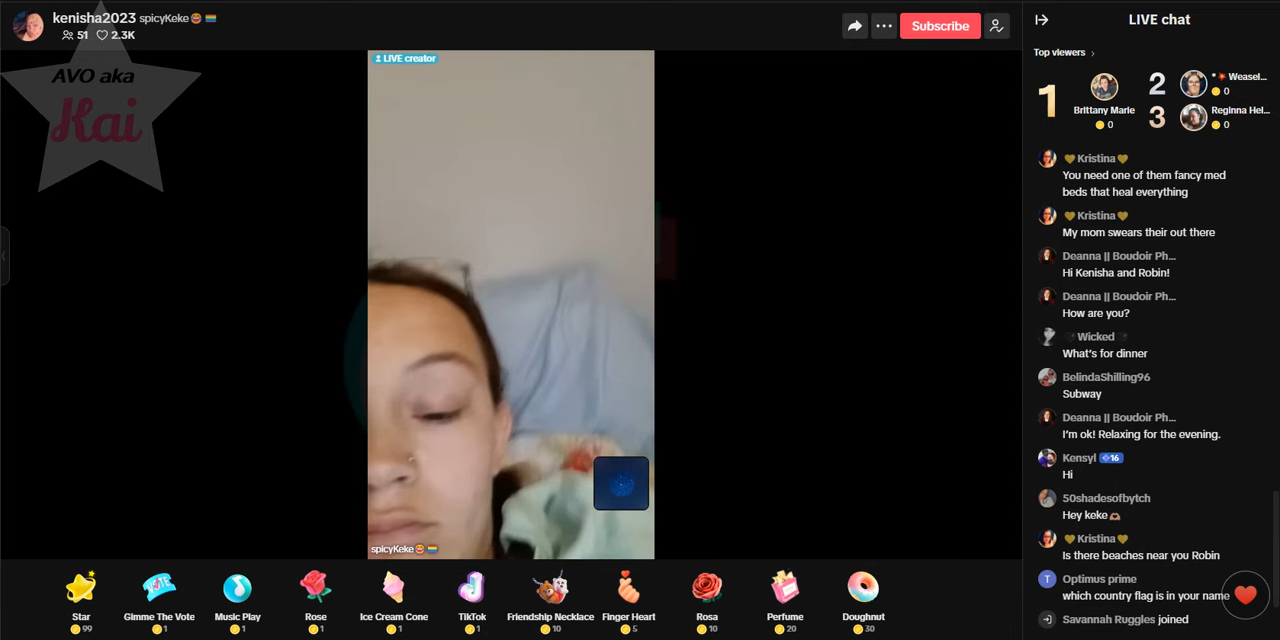 kenisha2023 spicyKeke
51 2.3K
Subscribe
AVO aka
Kai
LIVE creator
spicyKeke
Star
99
Gimme The Vote
1
Music Play
1
Rose
1
Ice Cream Cone
1
TikTok
1
Friendship Necklace
10
Finger Heart
5
Rosa
10
Perfume
20
Doughnut
30
LIVE chat
Top viewers
1
Brittany Marie
0
2
Weasel...
0
3
Reginna Hel...
0
Kristina
You need one of them fancy med
beds that heal everything
Kristina
My mom swears their out there
Deanna || Boudoir Ph...
Hi Kenisha and Robin!
Deanna || Boudoir Ph...
How are you?
Wicked
What's for dinner
BelindaShilling96
Subway
Deanna || Boudoir Ph...
I'm ok! Relaxing for the evening.
Kensyl 16
Hi
50shadesofbytch
Hey keke
Kristina
Is there beaches near you Robin
T Optimus prime
which country flag is in your name
Savannah Ruggles joined